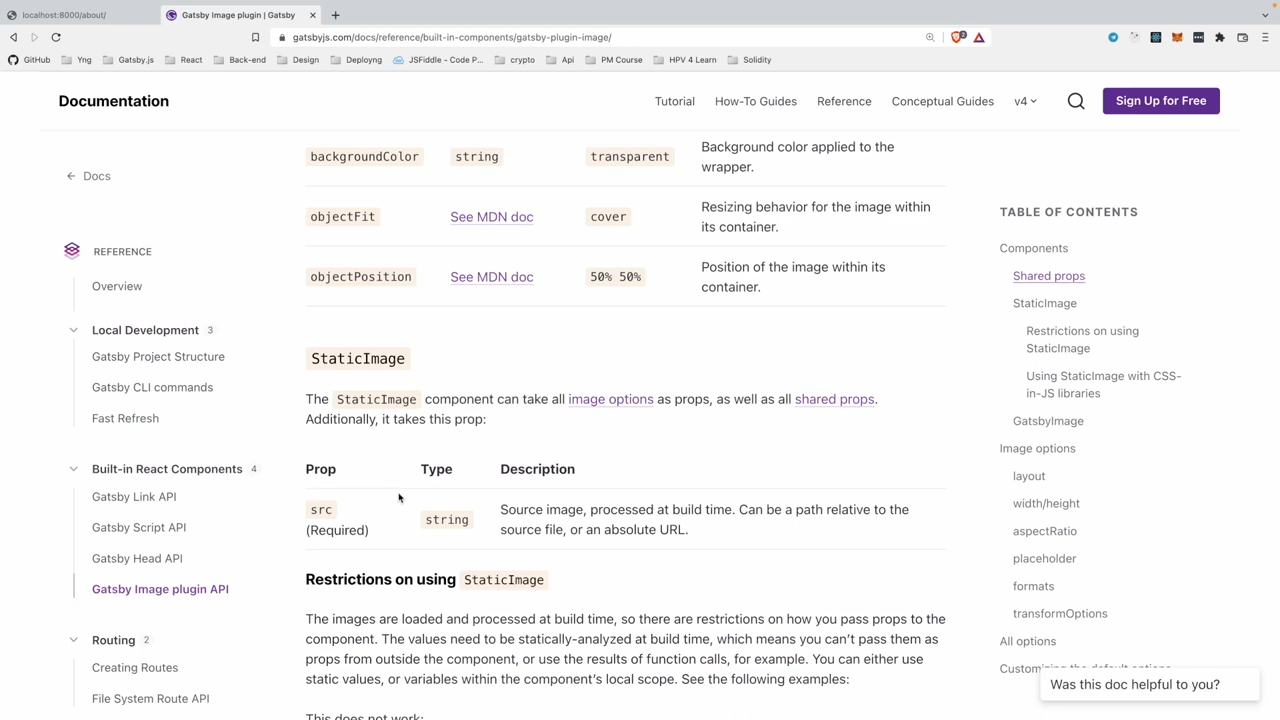 localhost:8000/about/
Gatsby Image plugin | Gatsby
gatsbyjs.com/docs/reference/built-in-components/gatsby-plugin-image/
2
GitHub
Yng
Gatsby.js
React
Back-end
Design
Deployng
JSFiddle - Code P...
crypto
Api
PM Course
HPV 4 Learn
Solidity
Documentation
Tutorial
How-To Guides
Reference
Conceptual Guides
v4
Sign Up for Free
Docs
REFERENCE
Overview
Local Development 3
Gatsby Project Structure
Gatsby CLI commands
Fast Refresh
Built-in React Components 4
Gatsby Link API
Gatsby Script API
Gatsby Head API
Gatsby Image plugin API
Routing 2
Creating Routes
File System Route API
backgroundColor string transparent Background color applied to the
wrapper.
objectFit See MDN doc cover Resizing behavior for the image within
its container.
objectPosition See MDN doc 50% 50% Position of the image within its
container.
StaticImage
The StaticImage component can take all image options as props, as well as all shared props.
Additionally, it takes this prop:
Prop Type Description
src
(Required)
string
Source image, processed at build time. Can be a path relative to the
source file, or an absolute URL.
Restrictions on using StaticImage
The images are loaded and processed at build time, so there are restrictions on how you pass props to the
component. The values need to be statically-analyzed at build time, which means you can't pass them as
props from outside the component, or use the results of function calls, for example. You can either use
static values, or variables within the component's local scope. See the following examples:
This does not work:
TABLE OF CONTENTS
Components
Shared props
StaticImage
Restrictions on using
StaticImage
Using StaticImage with CSS-
in-JS libraries
GatsbyImage
Image options
layout
width/height
aspectRatio
placeholder
formats
transformOptions
All options
Customizing the default options
Was this doc helpful to you?